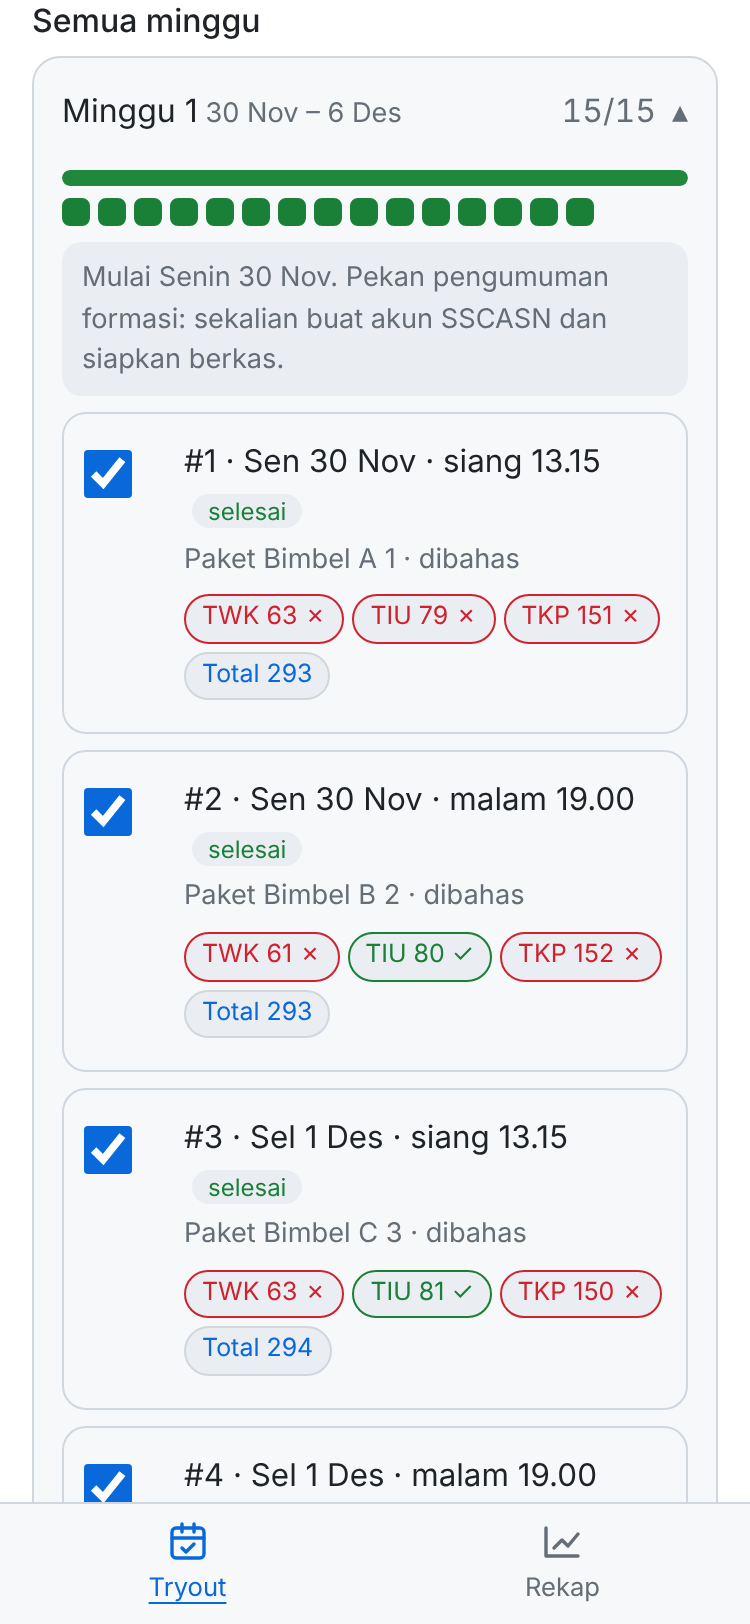 Semua minggu
Minggu 1 30 Nov – 6 Des 15/15 ▲
Mulai Senin 30 Nov. Pekan pengumuman
formasi: sekalian buat akun SSCASN dan
siapkan berkas.
#1 · Sen 30 Nov · siang 13.15
selesai
Paket Bimbel A 1 · dibahas
TWK 63 × TIU 79 × TKP 151 ×
Total 293
#2 · Sen 30 Nov · malam 19.00
selesai
Paket Bimbel B 2 · dibahas
TWK 61 × TIU 80 ✓ TKP 152 ×
Total 293
#3 · Sel 1 Des · siang 13.15
selesai
Paket Bimbel C 3 · dibahas
TWK 63 × TIU 81 ✓ TKP 150 ×
Total 294
#4 · Sel 1 Des · malam 19.00
Tryout Rekap